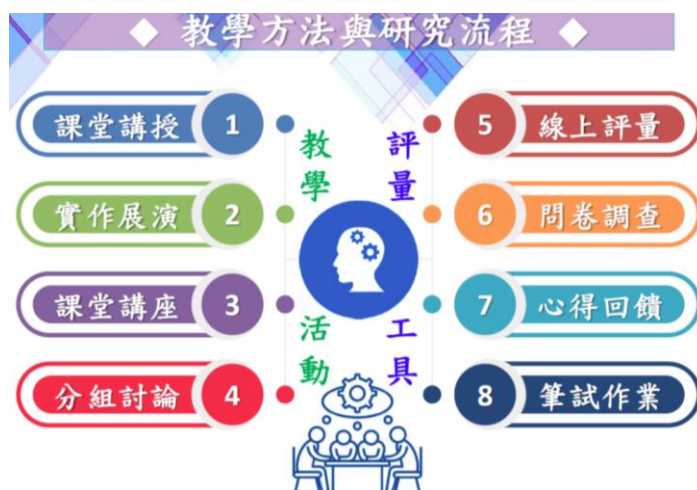 ◆ 教學方法與研究流程 ◆
課堂講授 1
實作展演 2
課堂講座 3
分組討論 4
教學活動
評量工具
5 線上評量
6 問卷調查
7 心得回饋
8 筆試作業